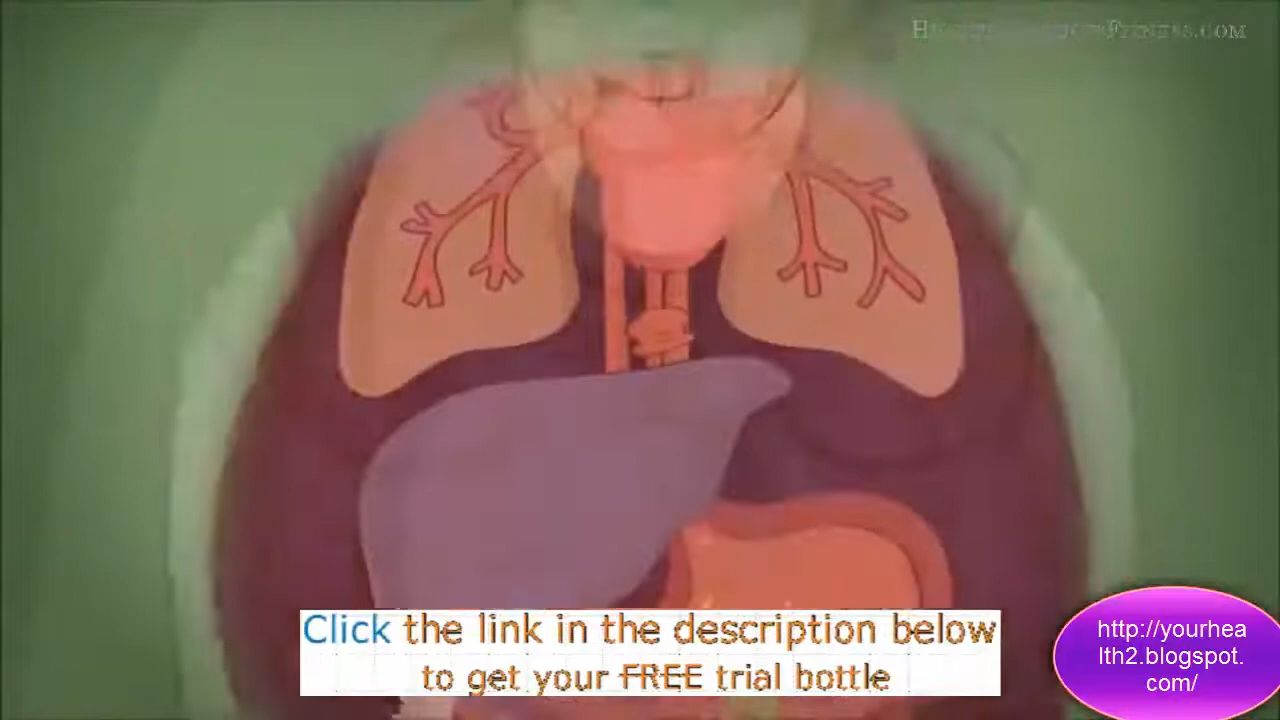 Click the link in the description below
to get your FREE trial bottle
http://yourhea
lth2.blogspot.
com/